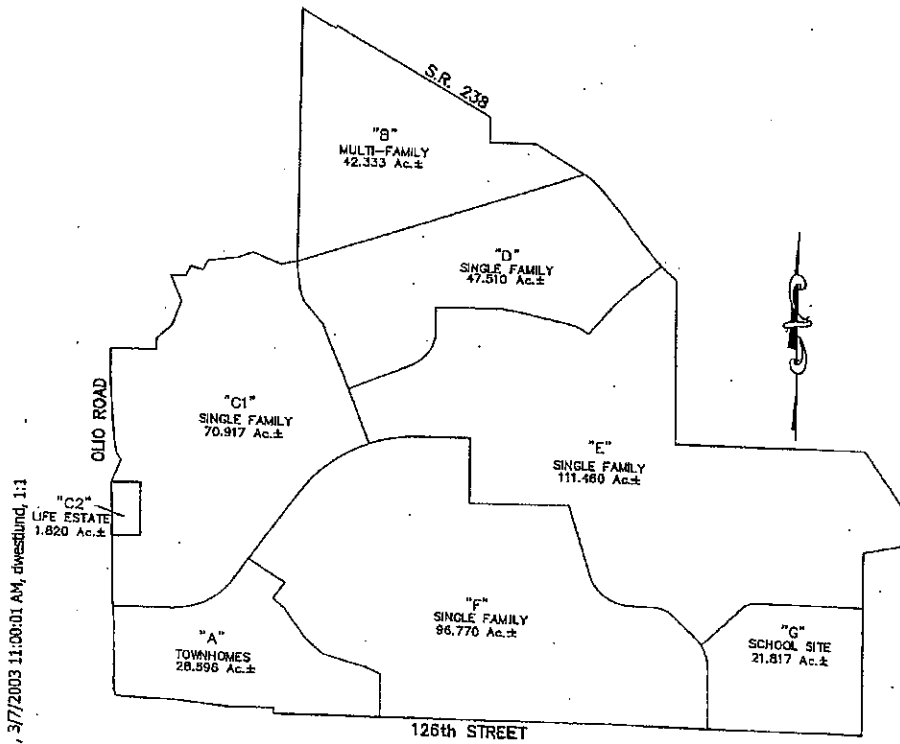 S.R. 238
"B"
MULTI-FAMILY
42.333 Ac.±
"D"
SINGLE FAMILY
47.510 Ac.±
OLIO ROAD
"C1"
SINGLE FAMILY
70.917 Ac.±
"E"
SINGLE FAMILY
111.460 Ac.±
"C2"
LIFE ESTATE
1.820 Ac.±
"F"
SINGLE FAMILY
96.770 Ac.±
"A"
TOWNHOMES
28.596 Ac.±
"G"
SCHOOL SITE
21.817 Ac.±
126th STREET
, 3/7/2003 11:00:01 AM, dwestlund, 1:1